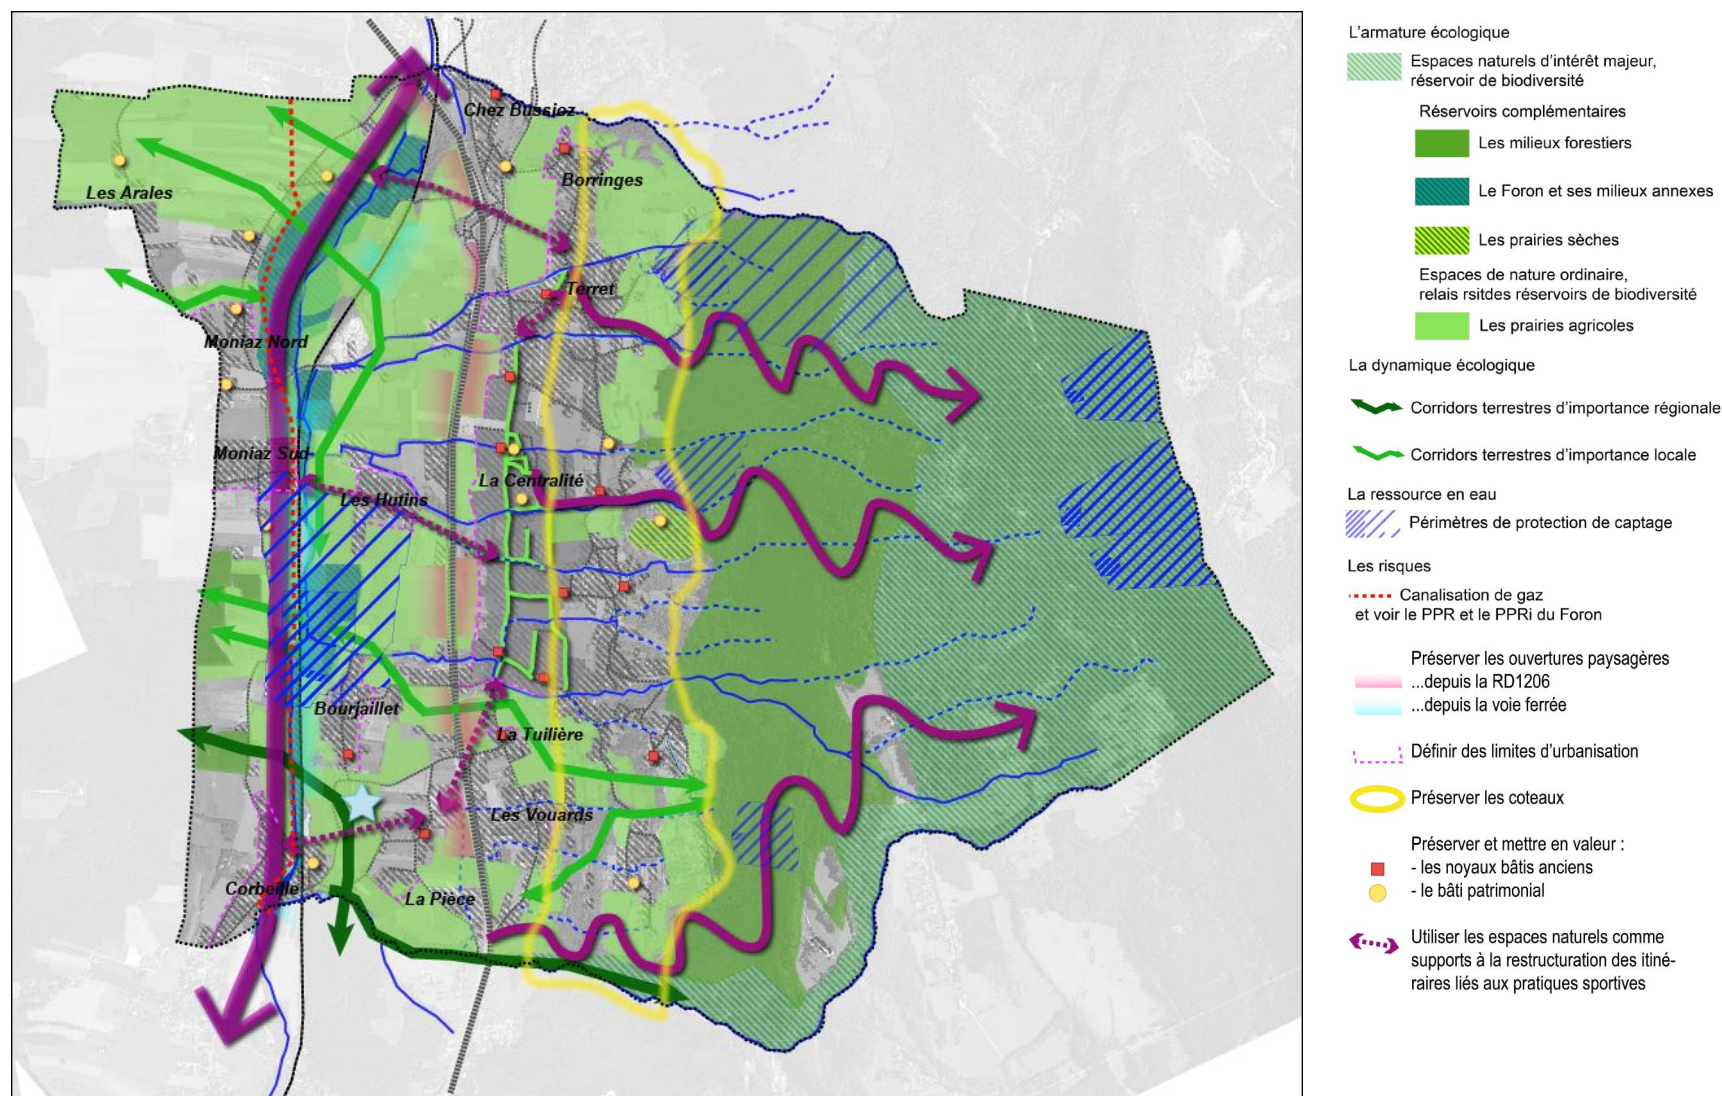 Chez Bussioz
Les Arales
Borringes
Terret
Moniaz Nord
Moniaz Sud
La Centralité
Les Hutins
Bourjaillet
La Tuilière
Les Vouards
Corbeille
La Pièce
L'armature écologique
Espaces naturels d'intérêt majeur,
réservoir de biodiversité
Réservoirs complémentaires
Les milieux forestiers
Le Foron et ses milieux annexes
Les prairies sèches
Espaces de nature ordinaire,
relais rsitdes réservoirs de biodiversité
Les prairies agricoles
La dynamique écologique
Corridors terrestres d'importance régionale
Corridors terrestres d'importance locale
La ressource en eau
Périmètres de protection de captage
Les risques
Canalisation de gaz
et voir le PPR et le PPRi du Foron
Préserver les ouvertures paysagères
...depuis la RD1206
...depuis la voie ferrée
Définir des limites d'urbanisation
Préserver les coteaux
Préserver et mettre en valeur :
- les noyaux bâtis anciens
- le bâti patrimonial
Utiliser les espaces naturels comme
supports à la restructuration des itiné-
raires liés aux pratiques sportives